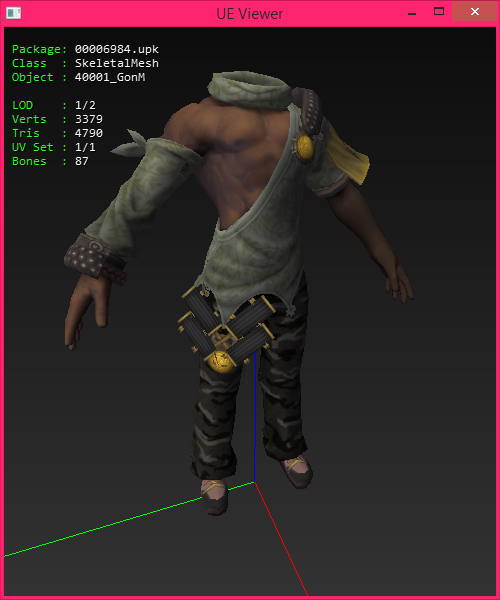 UE Viewer
Package: 00006984.upk
Class  : SkeletalMesh
Object : 40001_GonM
LOD    : 1/2
Verts  : 3379
Tris   : 4790
UV Set : 1/1
Bones  : 87